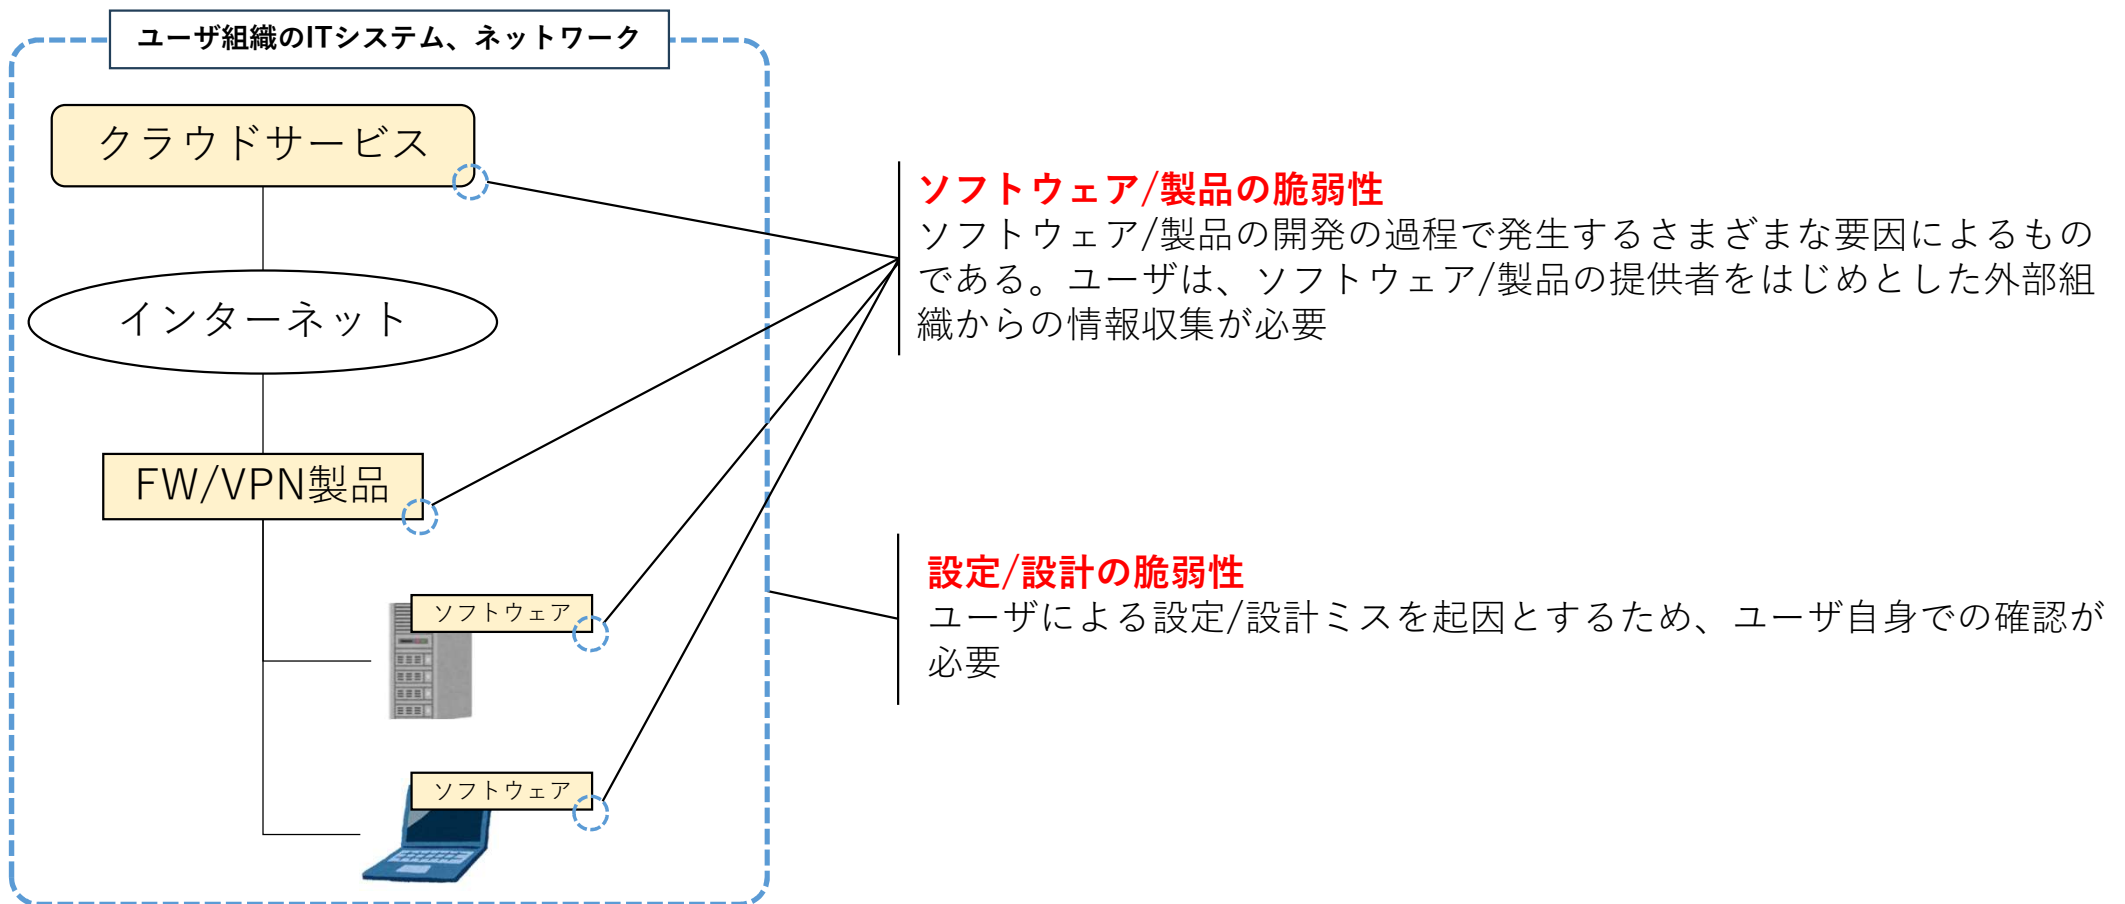 ユーザ組織のITシステム、ネットワーク
クラウドサービス
インターネット
FW/VPN製品
ソフトウェア
ソフトウェア
ソフトウェア/製品の脆弱性
ソフトウェア/製品の開発の過程で発生するさまざまな要因によるもの
である。ユーザは、ソフトウェア/製品の提供者をはじめとした外部組
織からの情報収集が必要
設定/設計の脆弱性
ユーザによる設定/設計ミスを起因とするため、ユーザ自身での確認が
必要